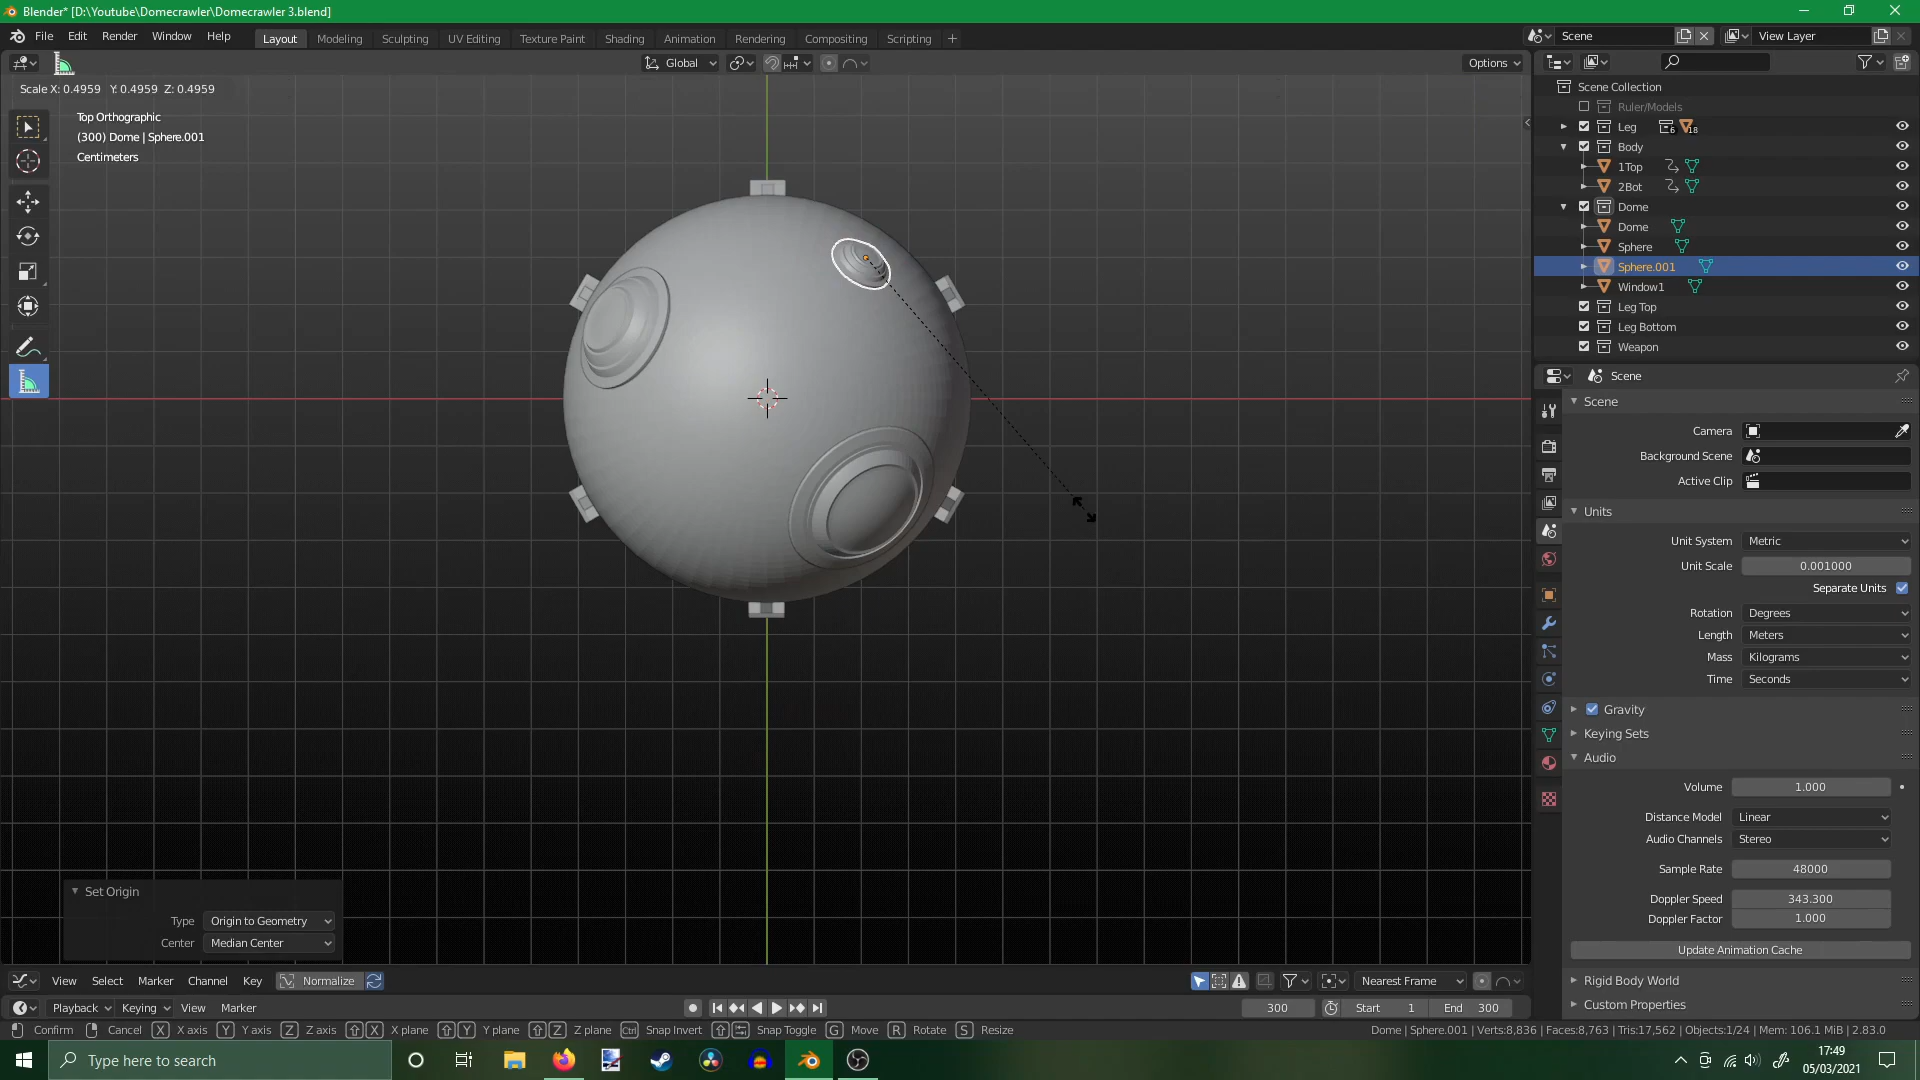 Blender* [D:\Youtube\Domecrawler\Domecrawler 3.blend]
File Edit Render Window Help Layout Modeling Sculpting UV Editing Texture Paint Shading Animation Rendering Compositing Scripting Scene View Layer
Global Options
Scale X: 0.4959 Y: 0.4959 Z: 0.4959
Top Orthographic
(300) Dome | Sphere.001
Centimeters
Scene Collection
Ruler/Models
Leg 6 18
Body
1Top
2Bot
Dome
Dome
Sphere
Sphere.001
Window1
Leg Top
Leg Bottom
Weapon
Scene
Scene
Camera
Background Scene
Active Clip
Units
Unit System Metric
Unit Scale 0.001000
Separate Units
Rotation Degrees
Length Meters
Mass Kilograms
Time Seconds
Gravity
Keying Sets
Audio
Volume 1.000
Distance Model Linear
Audio Channels Stereo
Sample Rate 48000
Doppler Speed 343.300
Doppler Factor 1.000
Update Animation Cache
Rigid Body World
Custom Properties
Set Origin
Type Origin to Geometry
Center Median Center
View Select Marker Channel Key Normalize Nearest Frame
Playback Keying View Marker 300 Start 1 End 300
Confirm Cancel X X axis Y Y axis Z Z axis X X plane Y Y plane Z Z plane Ctrl Snap Invert Snap Toggle G Move R Rotate S Resize Dome | Sphere.001 | Verts:8,836 | Faces:8,763 | Tris:17,562 | Objects:1/24 | Mem: 106.1 MiB | 2.83.0
Type here to search
17:49
05/03/2021